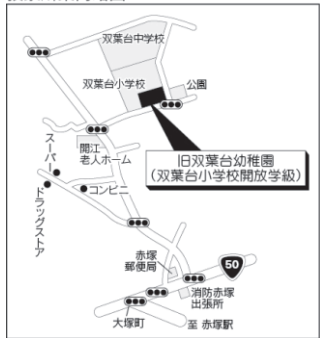 双葉台中学校
双葉台小学校
公園
開江
老人ホーム
旧双葉台幼稚園
(双葉台小学校開放学級)
スーパー
コンビニ
ドラッグストア
50
赤塚
郵便局
消防赤塚
出張所
大塚町
至 赤塚駅